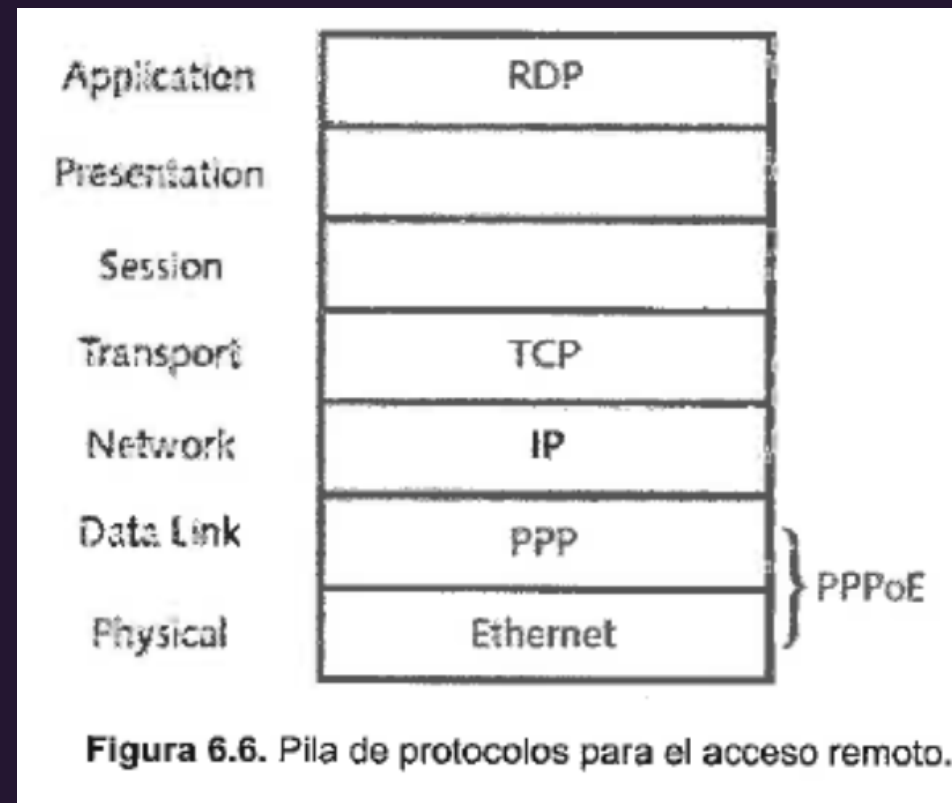 Application RDP
Presentation
Session
Transport TCP
Network IP
Data Link PPP
PPPoE
Physical Ethernet
Figura 6.6. Pila de protocolos para el acceso remoto.